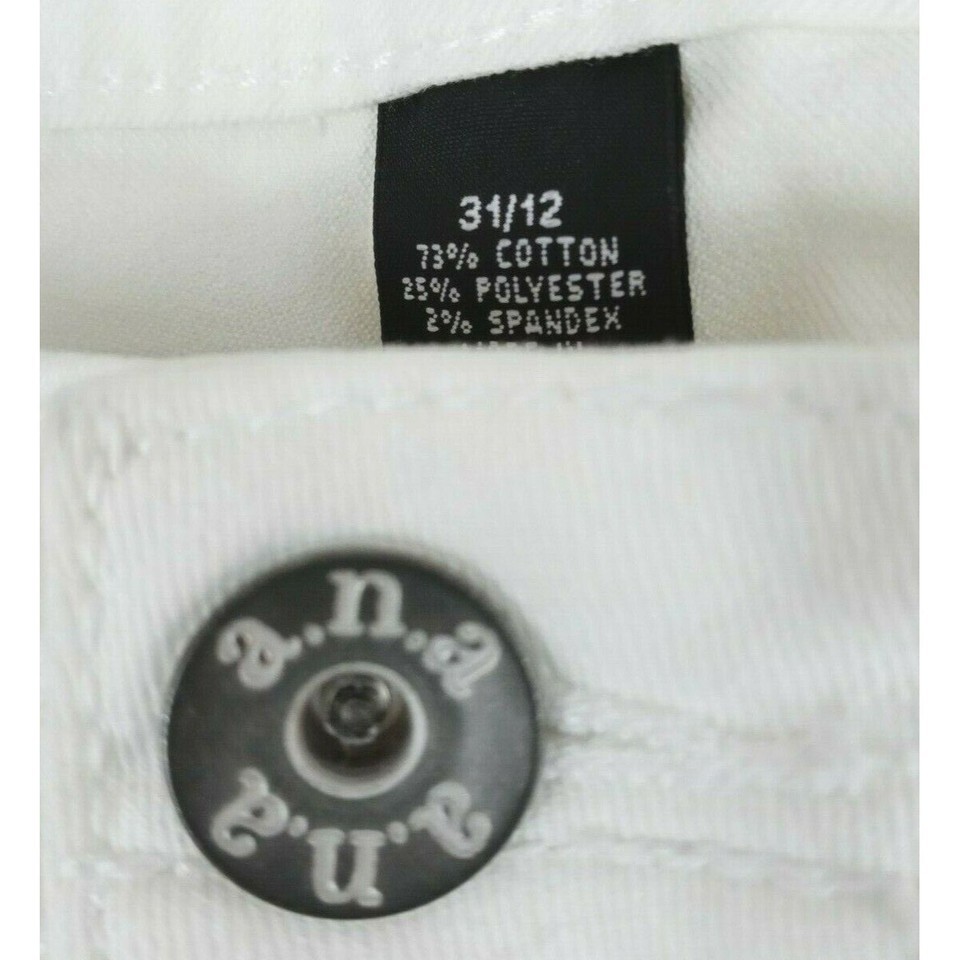 31/12
73% COTTON
25% POLYESTER
2% SPANDEX
a.n.a
a.n.a